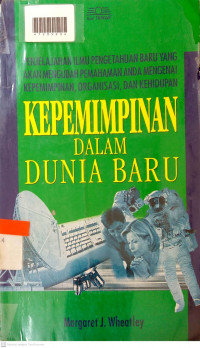 PENJELAJAHAN ILMU PENGETAHUAN BARU YANG
AKAN MENGUBAH PEMAHAMAN ANDA MENGENAI
KEPEMIMPINAN, ORGANISASI, DAN KEHIDUPAN
KEPEMIMPINAN
DALAM
DUNIA BARU
Margaret J. Wheatley